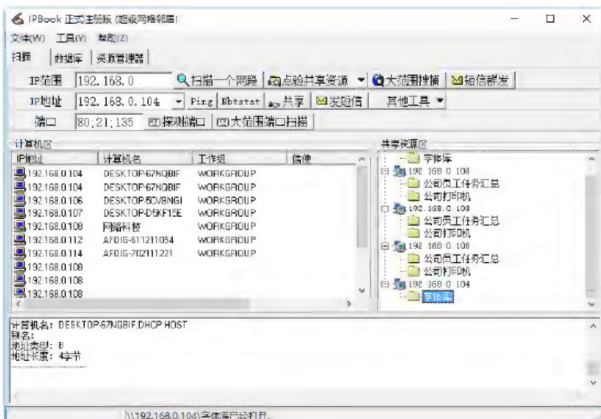 IPBook 正式注册版 (超级网络邻居)
文件(W) 工具(Y) 帮助(Z)
扫描 数据库 资源管理器
IP范围 192.168.0 扫描一个网段 点验共享资源 大范围搜捕 短信群发
IP地址 192.168.0.104 Ping Nbtstat 共享 发短信 其他工具
端口 80;21;135 探测端口 大范围端口扫描
计算机区
IP地址 计算机名 工作组 信使
192.168.0.104 DESKTOP-67NQBIF WORKGROUP
192.168.0.104 DESKTOP-67NQBIF WORKGROUP
192.168.0.106 DESKTOP-5CVBNGI WORKGROUP
192.168.0.107 DESKTOP-D5KF15E WORKGROUP
192.168.0.108 网络科技 WORKGROUP
192.168.0.112 WORKGROUP
192.168.0.114 WORKGROUP
192.168.0.108
192.168.0.108
192.168.0.108
共享资源区
字体库
192.168.0.108
公司员工任务汇总
公司打印机
192.168.0.108
公司员工任务汇总
公司打印机
192.168.0.108
公司员工任务汇总
公司打印机
192.168.0.104
字体库
计算机名: DESKTOP-67NQBIF.DHCP HOST
别名:
地址类型: B
地址长度: 4字节
\\192.168.0.104\字体库已经打开。